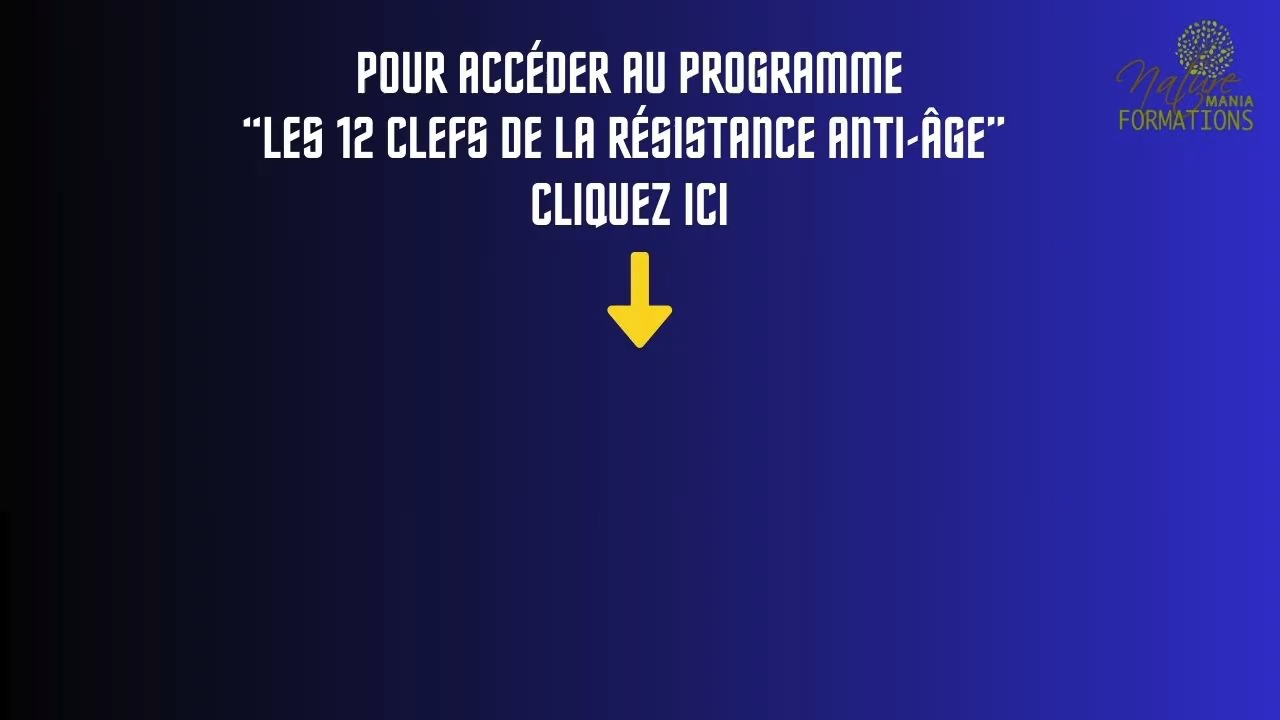 POUR ACCÉDER AU PROGRAMME
“LES 12 CLEFS DE LA RÉSISTANCE ANTI-ÂGE”
CLIQUEZ ICI
Nature
MANIA
FORMATIONS